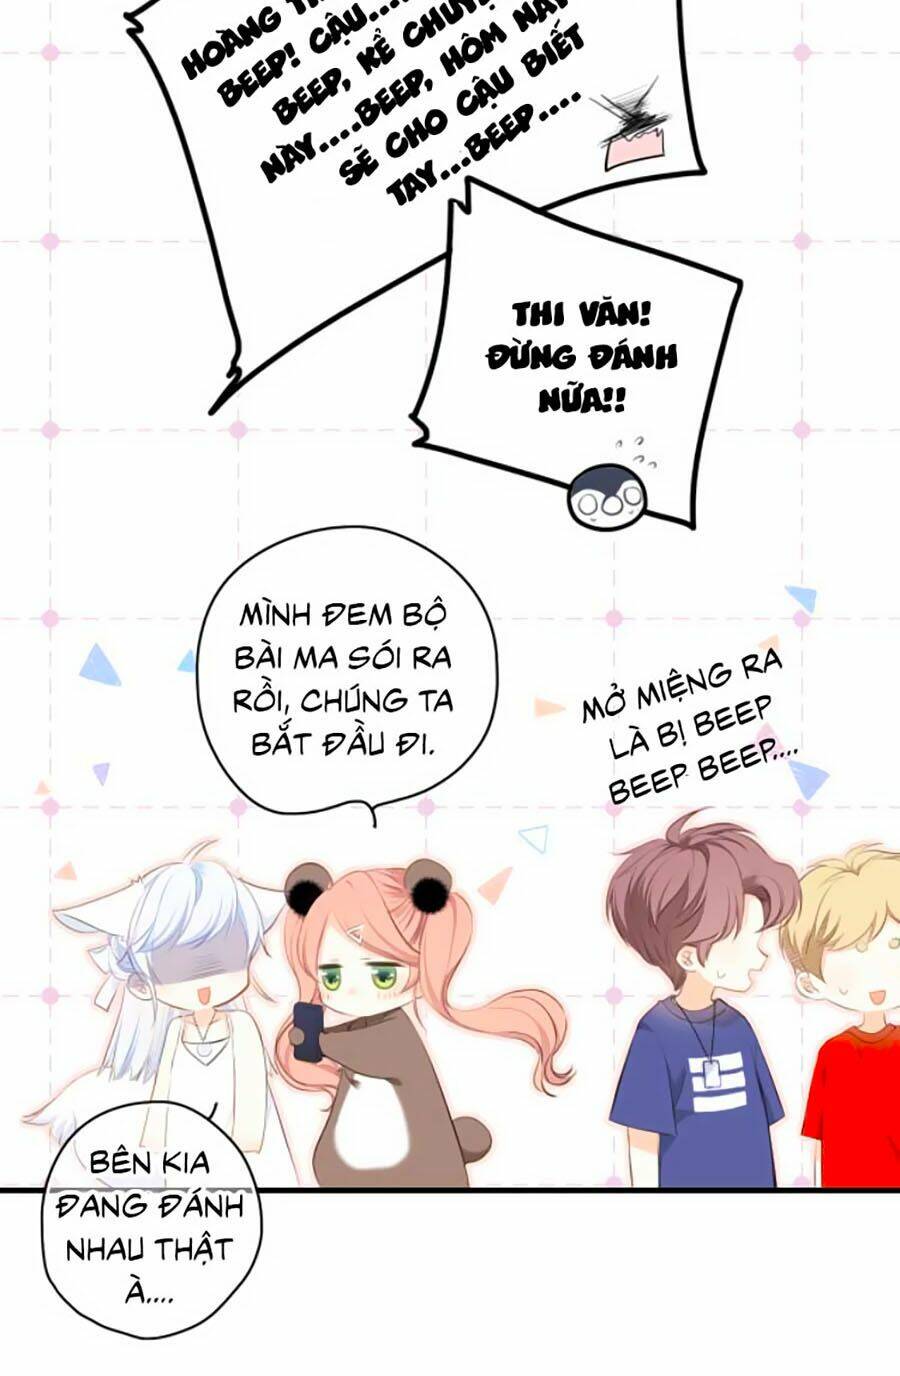 HOÀNG
BEEP! CẬU....
BEEP, KỂ
NÀY....BEEP, HÔM NAY
SẼ CHO CẬU BIẾT
TAY...BEEP....
THI VĂN!
ĐỪNG ĐÁNH
NỮA!!
MÌNH ĐEM BỘ
BÀI MA SÓI RA
RỒI, CHÚNG TA
BẮT ĐẦU ĐI.
MỞ MIỆNG RA
LÀ BỊ BEEP
BEEP BEEP....
BÊN KIA
ĐANG ĐÁNH
NHAU THẬT
À....